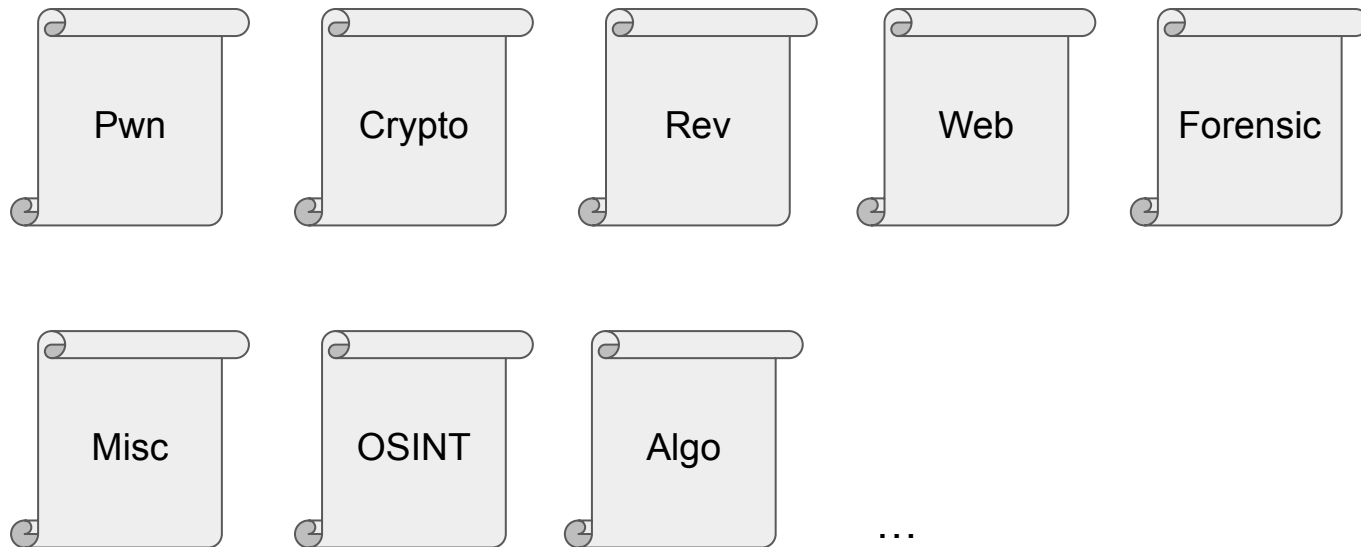 Pwn
Crypto
Rev
Web
Forensic
Misc
OSINT
Algo
...